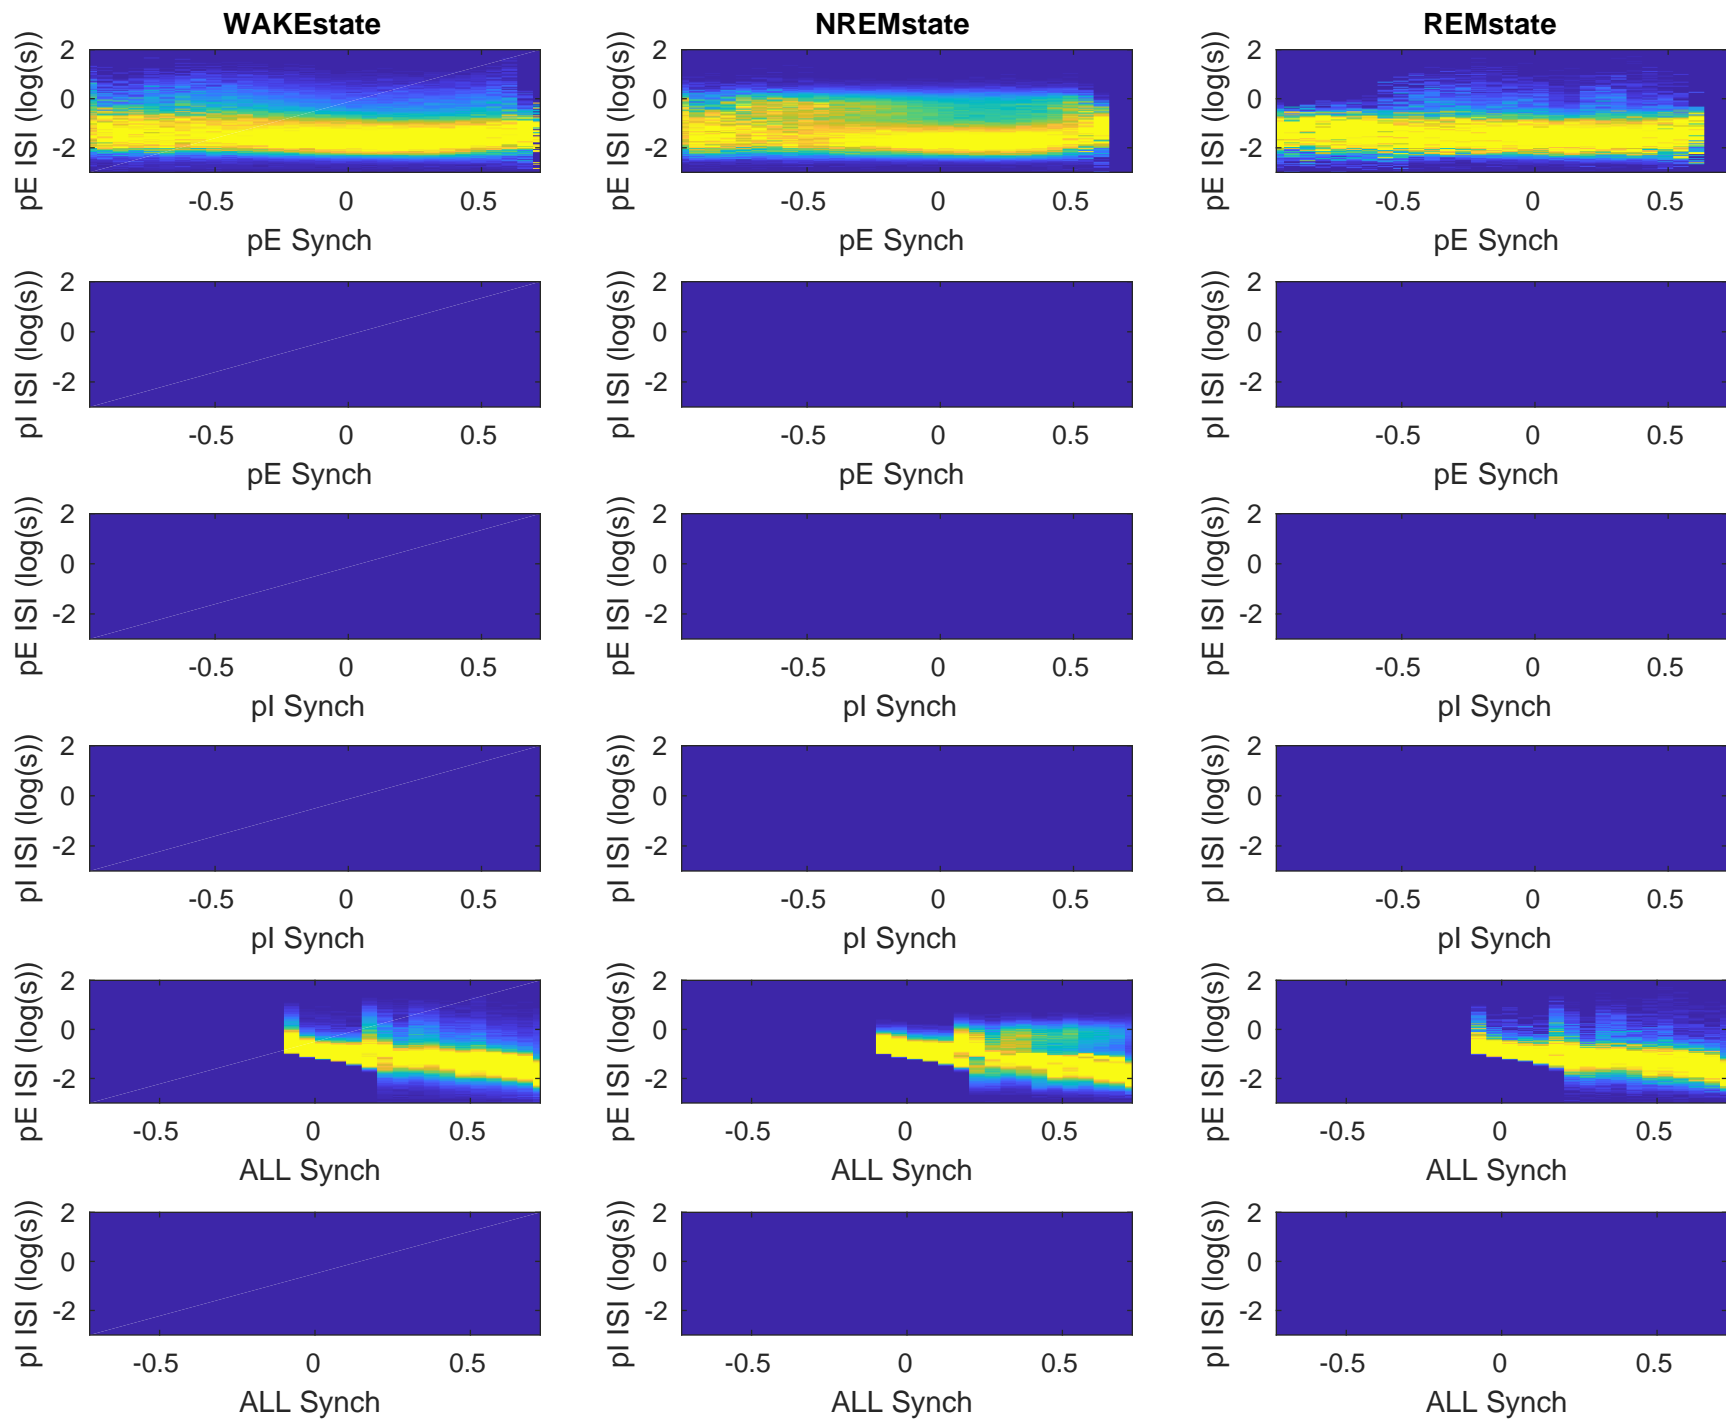 WAKEstate NREMstate REMstate
pE ISI (log(s)) 2 0 -2 pE ISI (log(s)) 2 0 -2 pE ISI (log(s)) 2 0 -2
-0.5 0 0.5 -0.5 0 0.5 -0.5 0 0.5
pE Synch pE Synch pE Synch
pI ISI (log(s)) 2 0 -2 pI ISI (log(s)) 2 0 -2 pI ISI (log(s)) 2 0 -2
-0.5 0 0.5 -0.5 0 0.5 -0.5 0 0.5
pE Synch pE Synch pE Synch
pE ISI (log(s)) 2 0 -2 pE ISI (log(s)) 2 0 -2 pE ISI (log(s)) 2 0 -2
-0.5 0 0.5 -0.5 0 0.5 -0.5 0 0.5
pI Synch pI Synch pI Synch
pI ISI (log(s)) 2 0 -2 pI ISI (log(s)) 2 0 -2 pI ISI (log(s)) 2 0 -2
-0.5 0 0.5 -0.5 0 0.5 -0.5 0 0.5
pI Synch pI Synch pI Synch
pE ISI (log(s)) 2 0 -2 pE ISI (log(s)) 2 0 -2 pE ISI (log(s)) 2 0 -2
-0.5 0 0.5 -0.5 0 0.5 -0.5 0 0.5
ALL Synch ALL Synch ALL Synch
pI ISI (log(s)) 2 0 -2 pI ISI (log(s)) 2 0 -2 pI ISI (log(s)) 2 0 -2
-0.5 0 0.5 -0.5 0 0.5 -0.5 0 0.5
ALL Synch ALL Synch ALL Synch